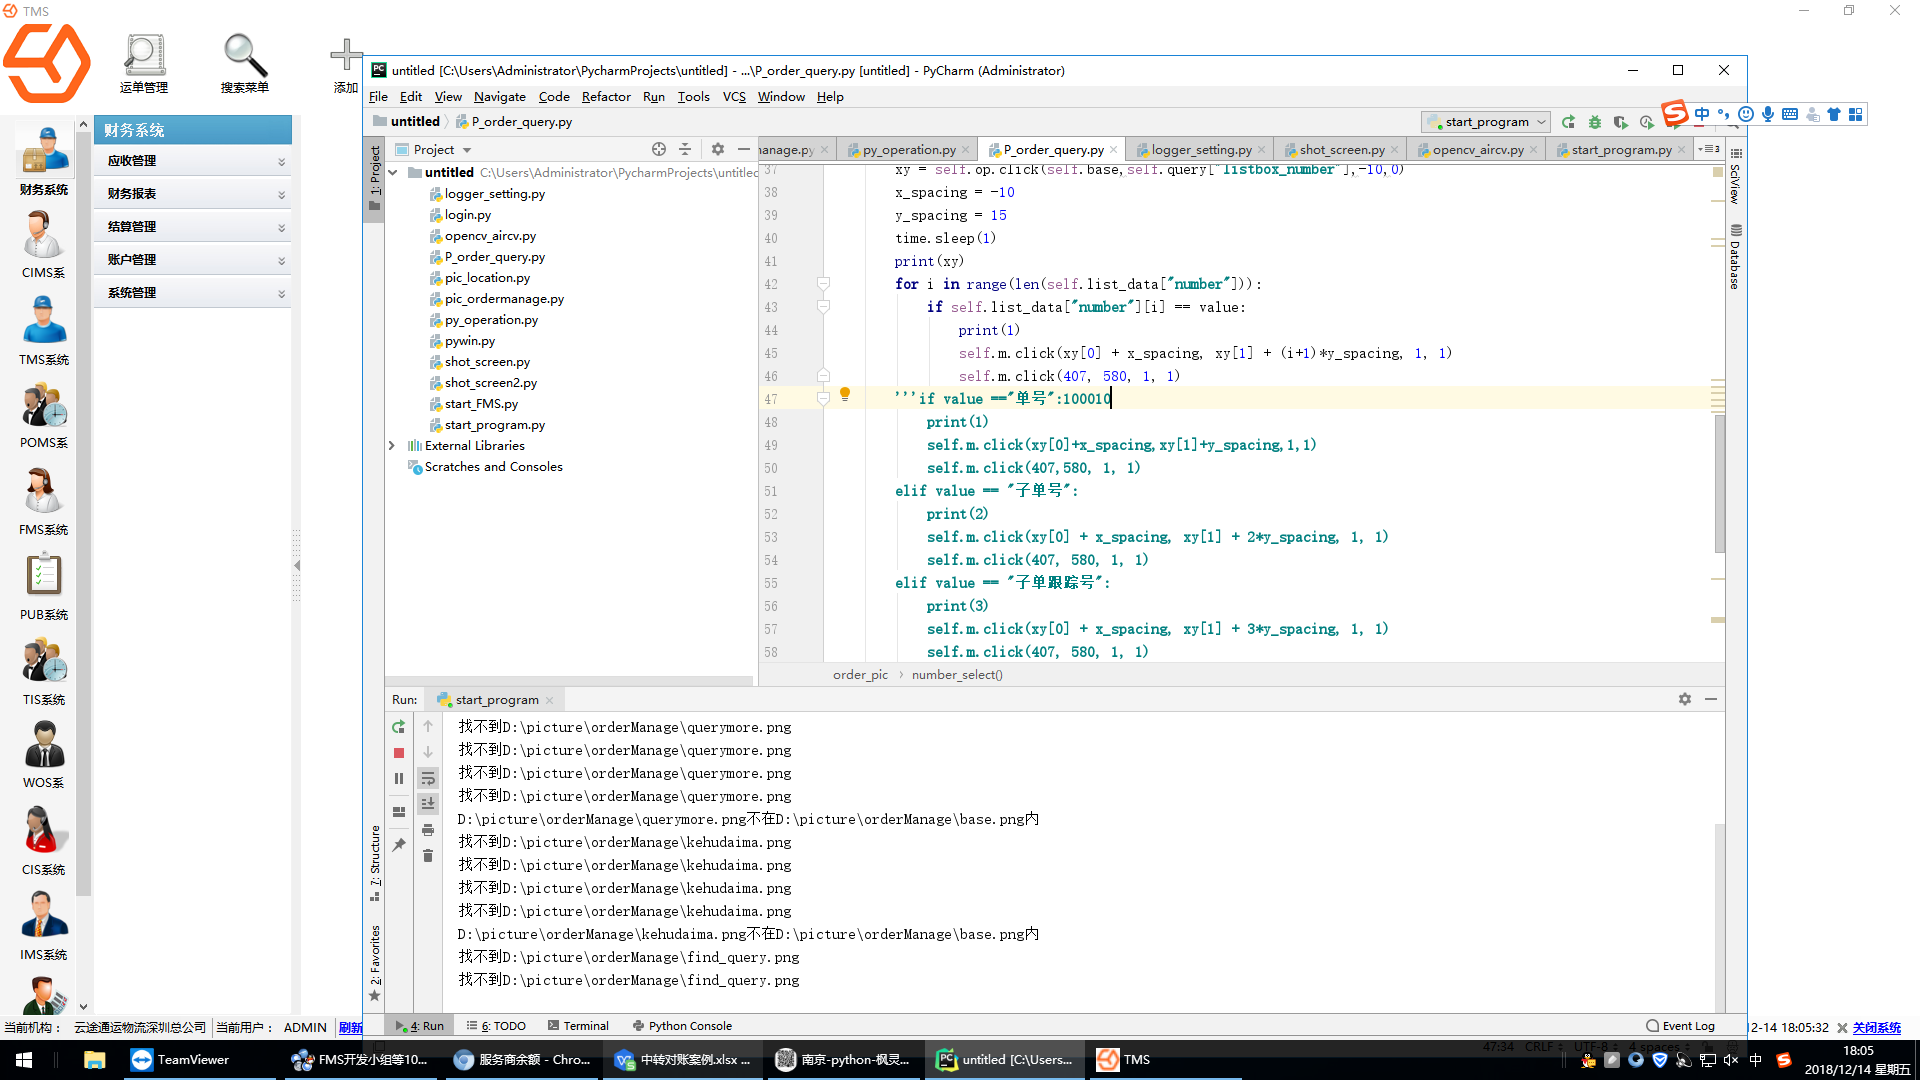 TMS
运单管理
搜索菜单
添加
财务系统
应收管理
财务报表
结算管理
账户管理
系统管理
财务系统
CIMS系
TMS系统
POMS系
FMS系统
PUB系统
TIS系统
WOS系
CIS系统
IMS系统
untitled [C:\Users\Administrator\PycharmProjects\untitled] - ...\P_order_query.py [untitled] - PyCharm (Administrator)
File Edit View Navigate Code Refactor Run Tools VCS Window Help
untitled P_order_query.py
start_program
中
1: Project
Project
anage.py py_operation.py P_order_query.py logger_setting.py shot_screen.py opencv_aircv.py start_program.py
untitled C:\Users\Administrator\PycharmProjects\untitled
logger_setting.py
login.py
opencv_aircv.py
P_order_query.py
pic_location.py
pic_ordermanage.py
py_operation.py
pywin.py
shot_screen.py
shot_screen2.py
start_FMS.py
start_program.py
External Libraries
Scratches and Consoles
37 xy = self.op.click(self.base,self.query["listbox_number"],-10,0)
38 x_spacing = -10
39 y_spacing = 15
40 time.sleep(1)
41 print(xy)
42 for i in range(len(self.list_data["number"])):
43 if self.list_data["number"][i] == value:
44 print(1)
45 self.m.click(xy[0] + x_spacing, xy[1] + (i+1)*y_spacing, 1, 1)
46 self.m.click(407, 580, 1, 1)
47 '''if value =="单号":100010
48 print(1)
49 self.m.click(xy[0]+x_spacing,xy[1]+y_spacing,1,1)
50 self.m.click(407,580, 1, 1)
51 elif value == "子单号":
52 print(2)
53 self.m.click(xy[0] + x_spacing, xy[1] + 2*y_spacing, 1, 1)
54 self.m.click(407, 580, 1, 1)
55 elif value == "子单跟踪号":
56 print(3)
57 self.m.click(xy[0] + x_spacing, xy[1] + 3*y_spacing, 1, 1)
58 self.m.click(407, 580, 1, 1)
order_pic number_select()
SciView
Database
Run: start_program
找不到D:\picture\orderManage\querymore.png
找不到D:\picture\orderManage\querymore.png
找不到D:\picture\orderManage\querymore.png
找不到D:\picture\orderManage\querymore.png
D:\picture\orderManage\querymore.png不在D:\picture\orderManage\base.png内
找不到D:\picture\orderManage\kehudaima.png
找不到D:\picture\orderManage\kehudaima.png
找不到D:\picture\orderManage\kehudaima.png
找不到D:\picture\orderManage\kehudaima.png
D:\picture\orderManage\kehudaima.png不在D:\picture\orderManage\base.png内
找不到D:\picture\orderManage\find_query.png
找不到D:\picture\orderManage\find_query.png
7: Structure
2: Favorites
4: Run 6: TODO Terminal Python Console Event Log
当前机构： 云途通运物流深圳总公司 当前用户： ADMIN 刷新
12-14 18:05:32 关闭系统
47:34 CRLF UTF-8 4 spaces
TeamViewer
FMS开发小组等10...
服务商余额 - Chro...
中转对账案例.xlsx ...
南京-python-枫灵...
untitled [C:\Users...
TMS
中
18:05
2018/12/14 星期五